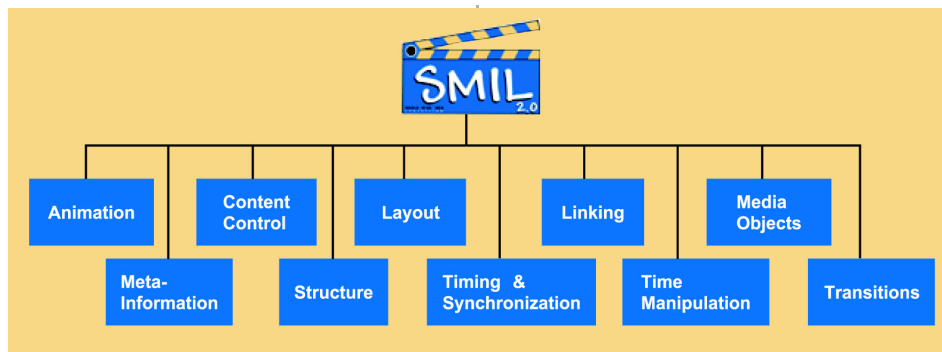 SMIL
2.0
Animation
Content
Control
Layout
Linking
Media
Objects
Meta-
Information
Structure
Timing &
Synchronization
Time
Manipulation
Transitions